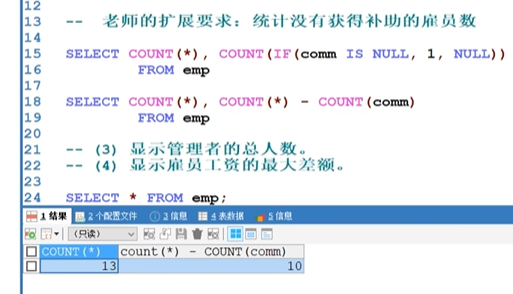 12
13 -- 老师的扩展要求：统计没有获得补助的雇员数
14
15 SELECT COUNT(*), COUNT(IF(comm IS NULL, 1, NULL))
16 FROM emp
17
18 SELECT COUNT(*), COUNT(*) - COUNT(comm)
19 FROM emp
20
21 -- (3) 显示管理者的总人数。
22 -- (4) 显示雇员工资的最大差额。
23
24 SELECT * FROM emp;
1 结果 2 个配置文件 3 信息 4 表数据 5 信息
(只读)
COUNT(*) count(*) - COUNT(comm)
13 10